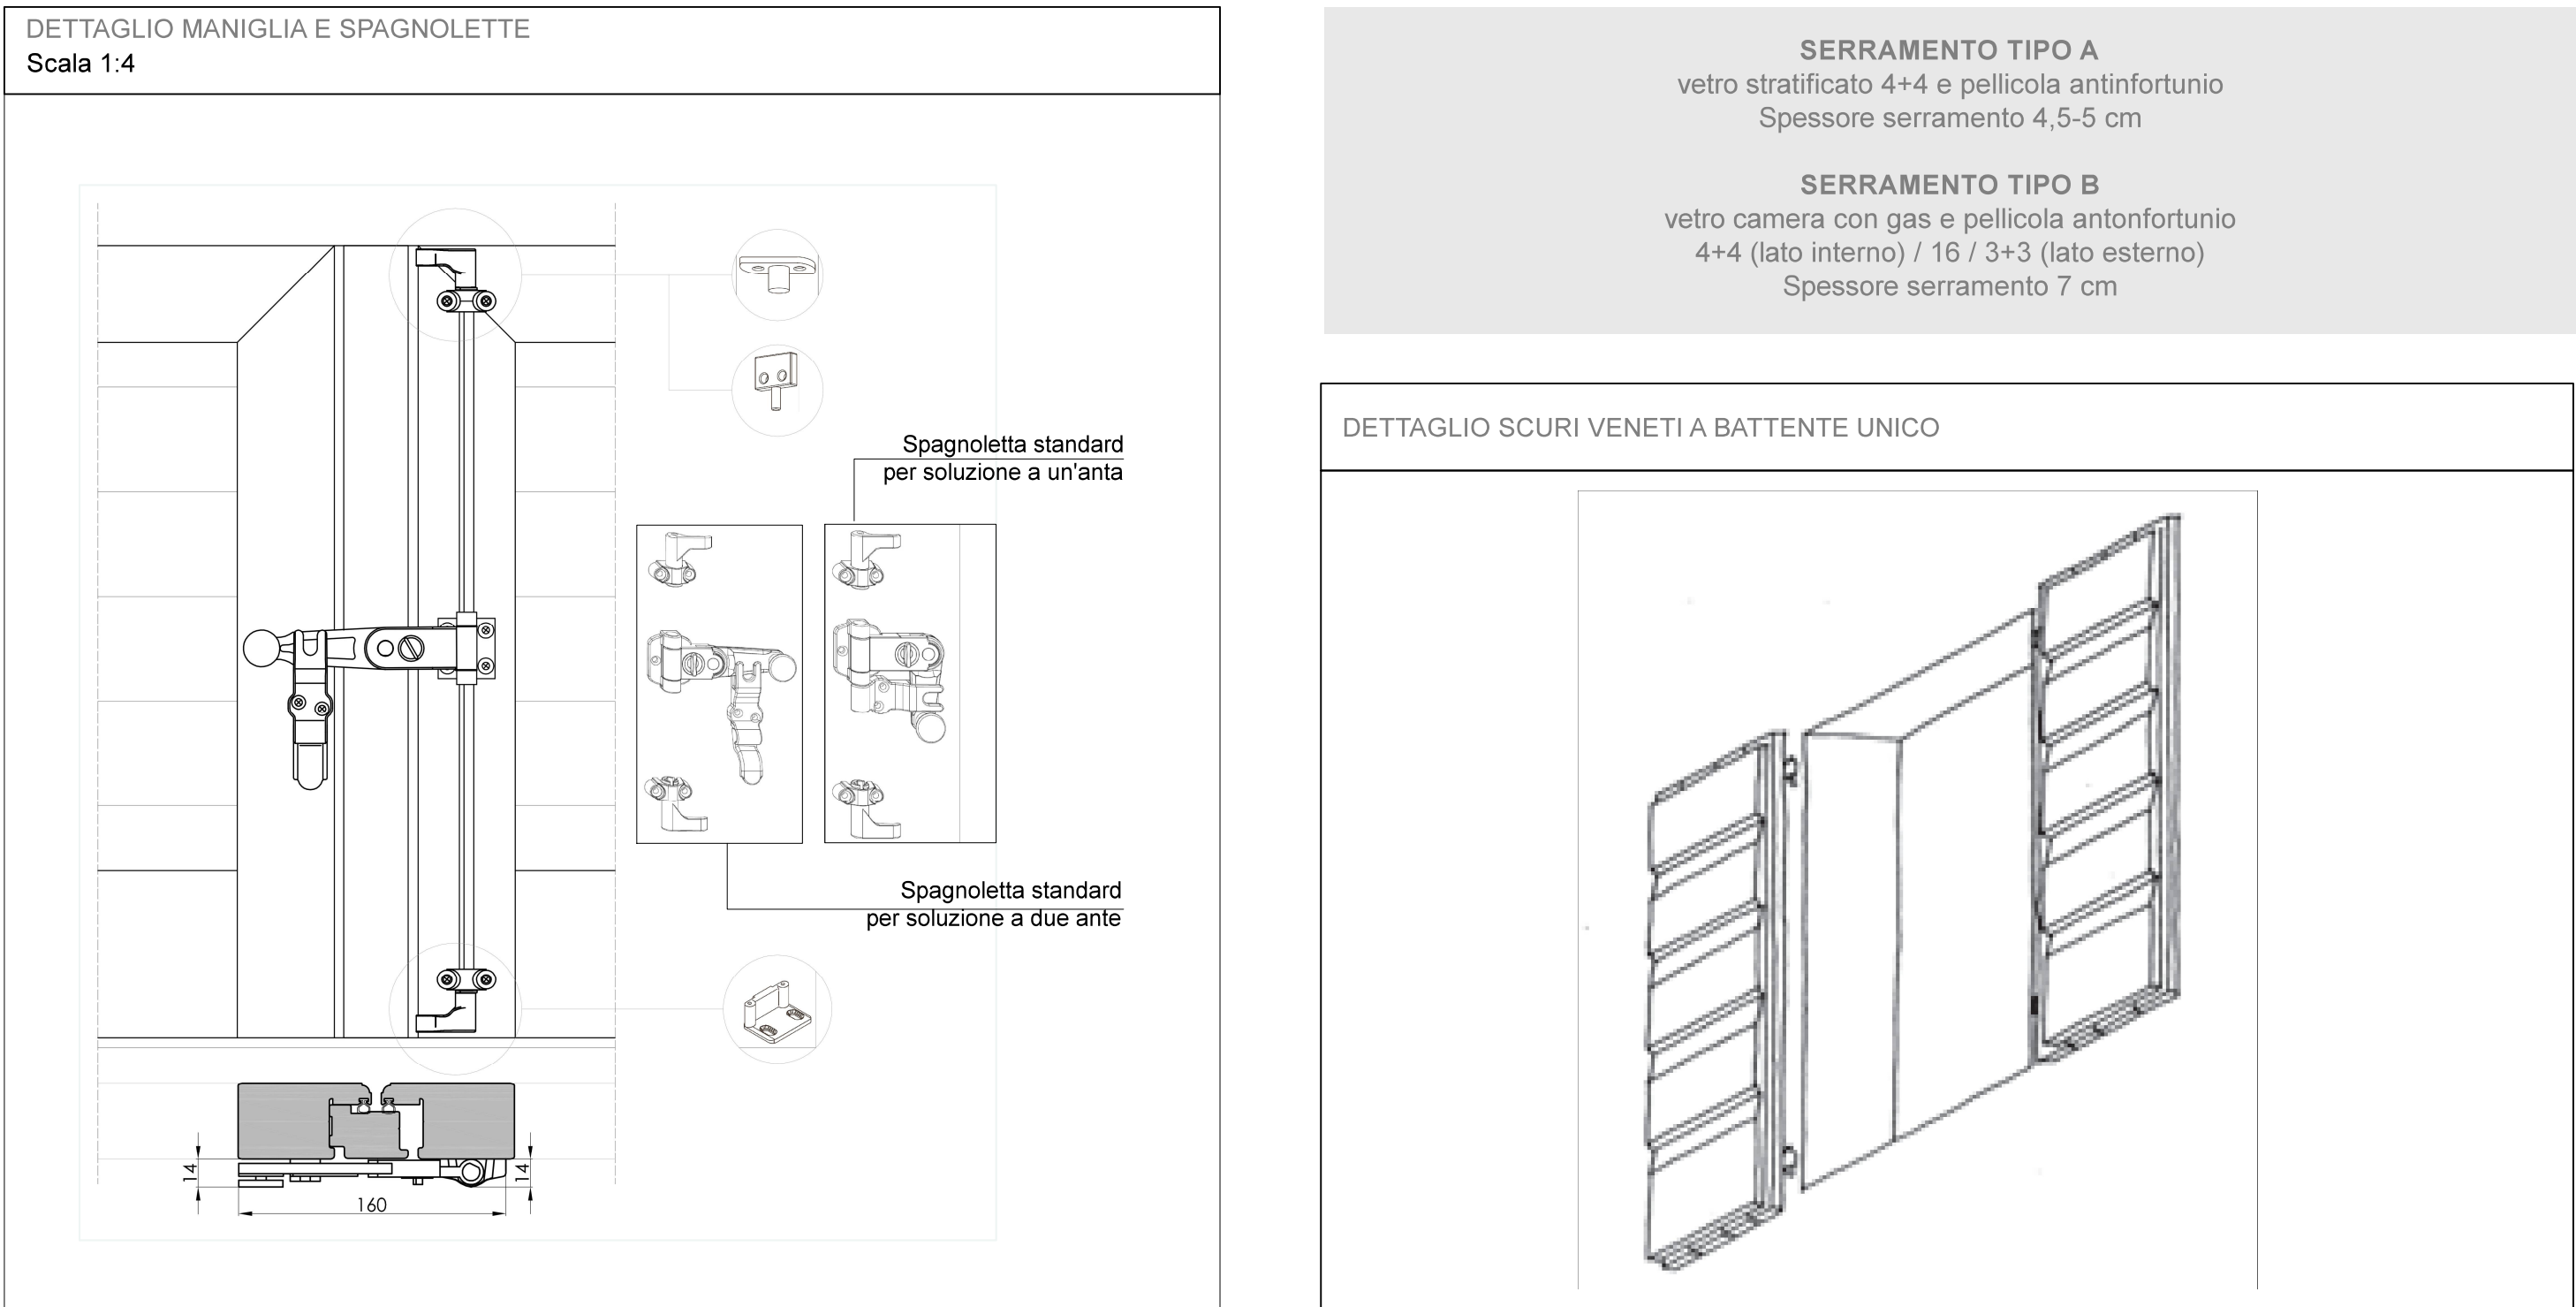 DETTAGLIO MANIGLIA E SPAGNOLETTE
Scala 1:4
Spagnoletta standard
per soluzione a un'anta
Spagnoletta standard
per soluzione a due ante
14
14
160
SERRAMENTO TIPO A
vetro stratificato 4+4 e pellicola antinfortunio
Spessore serramento 4,5-5 cm
SERRAMENTO TIPO B
vetro camera con gas e pellicola antonfortunio
4+4 (lato interno) / 16 / 3+3 (lato esterno)
Spessore serramento 7 cm
DETTAGLIO SCURI VENETI A BATTENTE UNICO